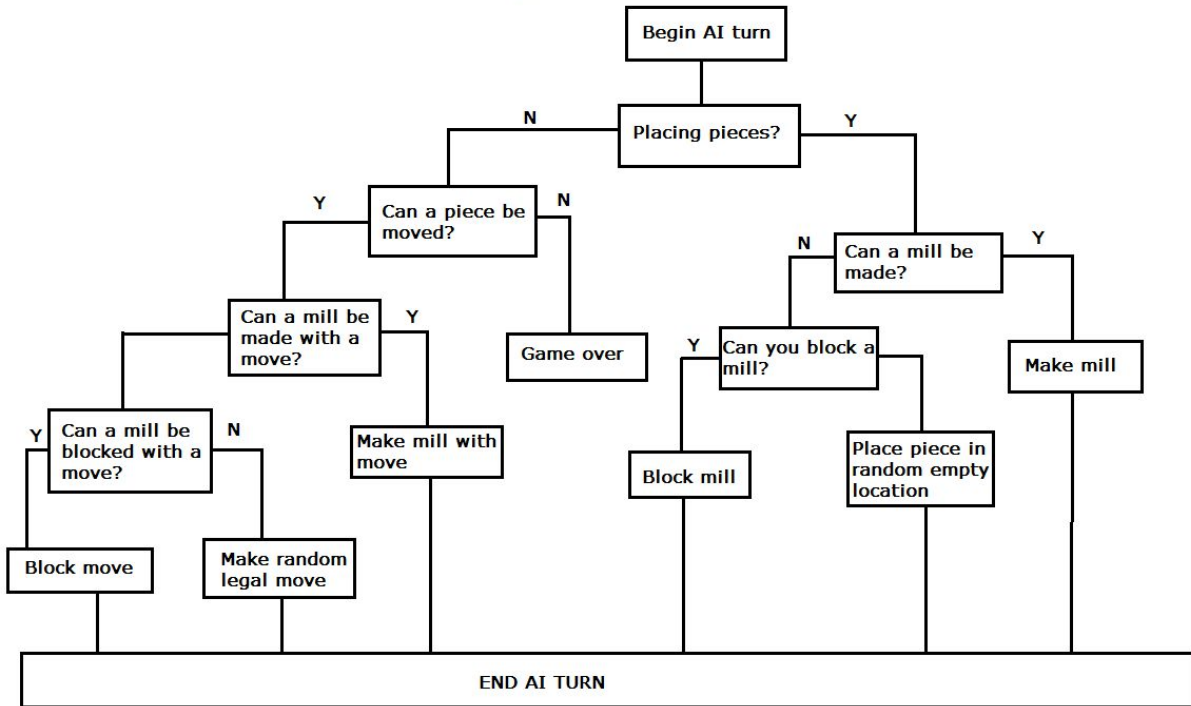 Begin AI turn
N
Placing pieces?
Y
Y
Can a piece be
moved?
N
N
Can a mill be
made?
Y
Can a mill be
made with a
move?
Y
Game over
Y
Can you block a
mill?
Make mill
Y
Can a mill be
blocked with a
move?
N
Make mill with
move
Block mill
Place piece in
random empty
location
Block move
Make random
legal move
END AI TURN